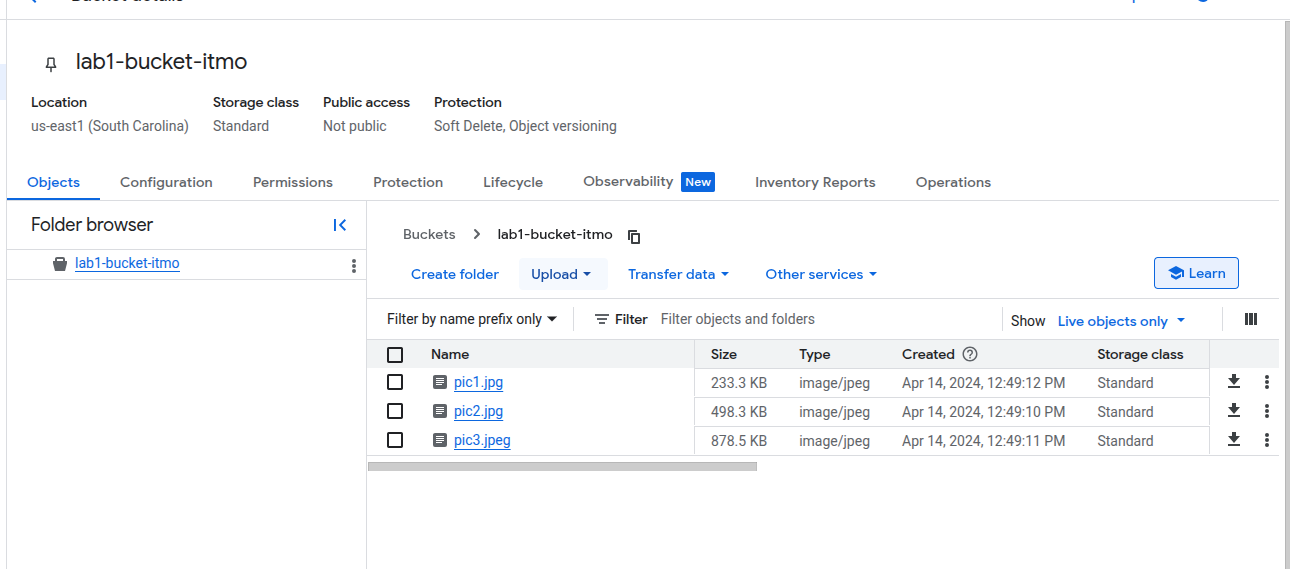 Bucket details
lab1-bucket-itmo
Location Storage class Public access Protection
us-east1 (South Carolina) Standard Not public Soft Delete, Object versioning
Objects Configuration Permissions Protection Lifecycle Observability New Inventory Reports Operations
Folder browser
lab1-bucket-itmo
Buckets > lab1-bucket-itmo
Create folder Upload Transfer data Other services Learn
Filter by name prefix only Filter Filter objects and folders Show Live objects only
Name Size Type Created Storage class
pic1.jpg 233.3 KB image/jpeg Apr 14, 2024, 12:49:12 PM Standard
pic2.jpg 498.3 KB image/jpeg Apr 14, 2024, 12:49:10 PM Standard
pic3.jpeg 878.5 KB image/jpeg Apr 14, 2024, 12:49:11 PM Standard